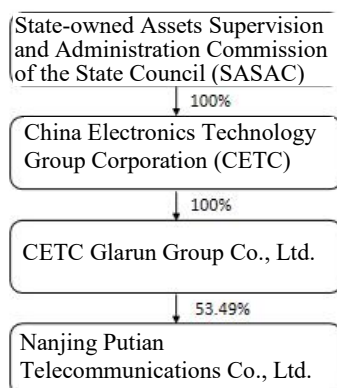 State-owned Assets Supervision
and Administration Commission
of the State Council (SASAC)
100%
China Electronics Technology
Group Corporation (CETC)
100%
CETC Glarun Group Co., Ltd.
53.49%
Nanjing Putian
Telecommunications Co., Ltd.